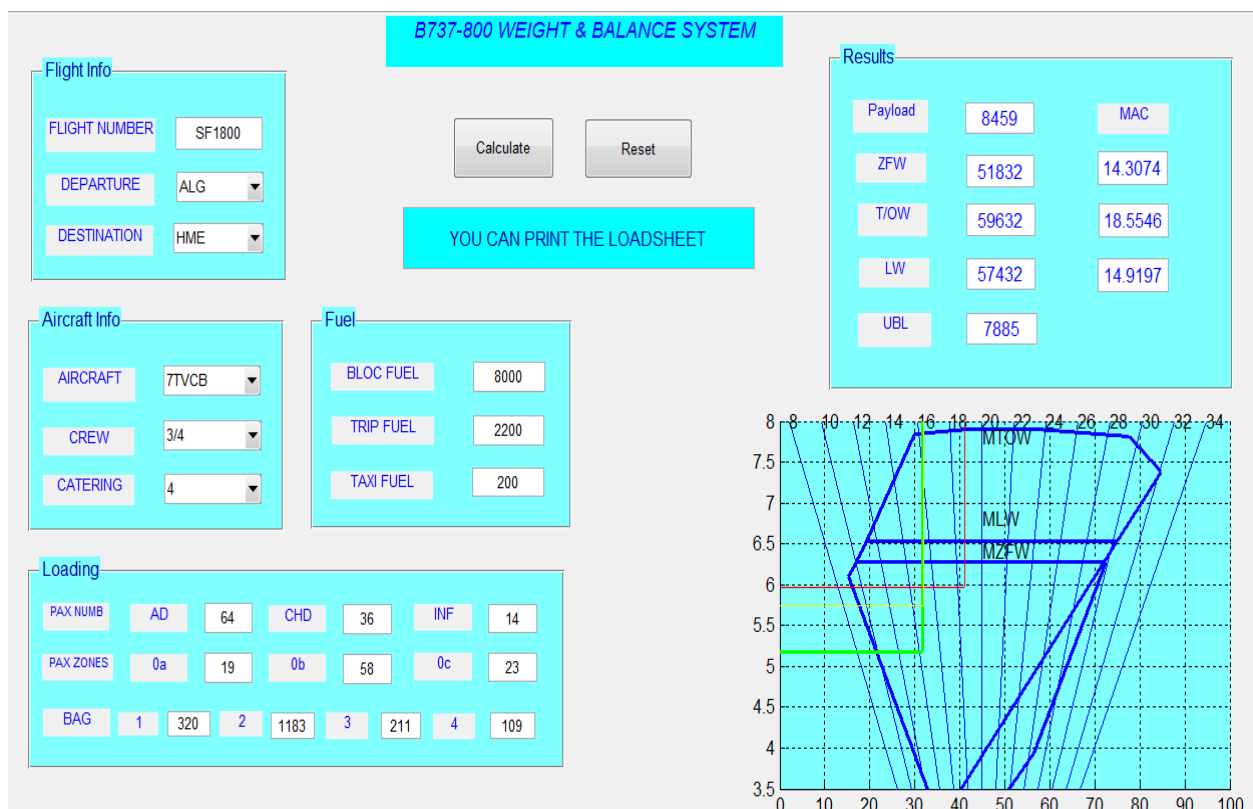 B737-800 WEIGHT & BALANCE SYSTEM
Flight Info
FLIGHT NUMBER SF1800
DEPARTURE ALG
DESTINATION HME
Calculate Reset
YOU CAN PRINT THE LOADSHEET
Results
Payload 8459 MAC
ZFW 51832 14.3074
T/OW 59632 18.5546
LW 57432 14.9197
UBL 7885
Aircraft Info
AIRCRAFT 7TVCB
CREW 3/4
CATERING 4
Fuel
BLOC FUEL 8000
TRIP FUEL 2200
TAXI FUEL 200
Loading
PAX NUMB AD 64 CHD 36 INF 14
PAX ZONES 0a 19 0b 58 0c 23
BAG 1 320 2 1183 3 211 4 109
8 10 12 14 16 18 20 22 24 26 28 30 32 34
MTOW
MLW
MZFW
8
7.5
7
6.5
6
5.5
5
4.5
4
3.5
0 10 20 30 40 50 60 70 80 90 100